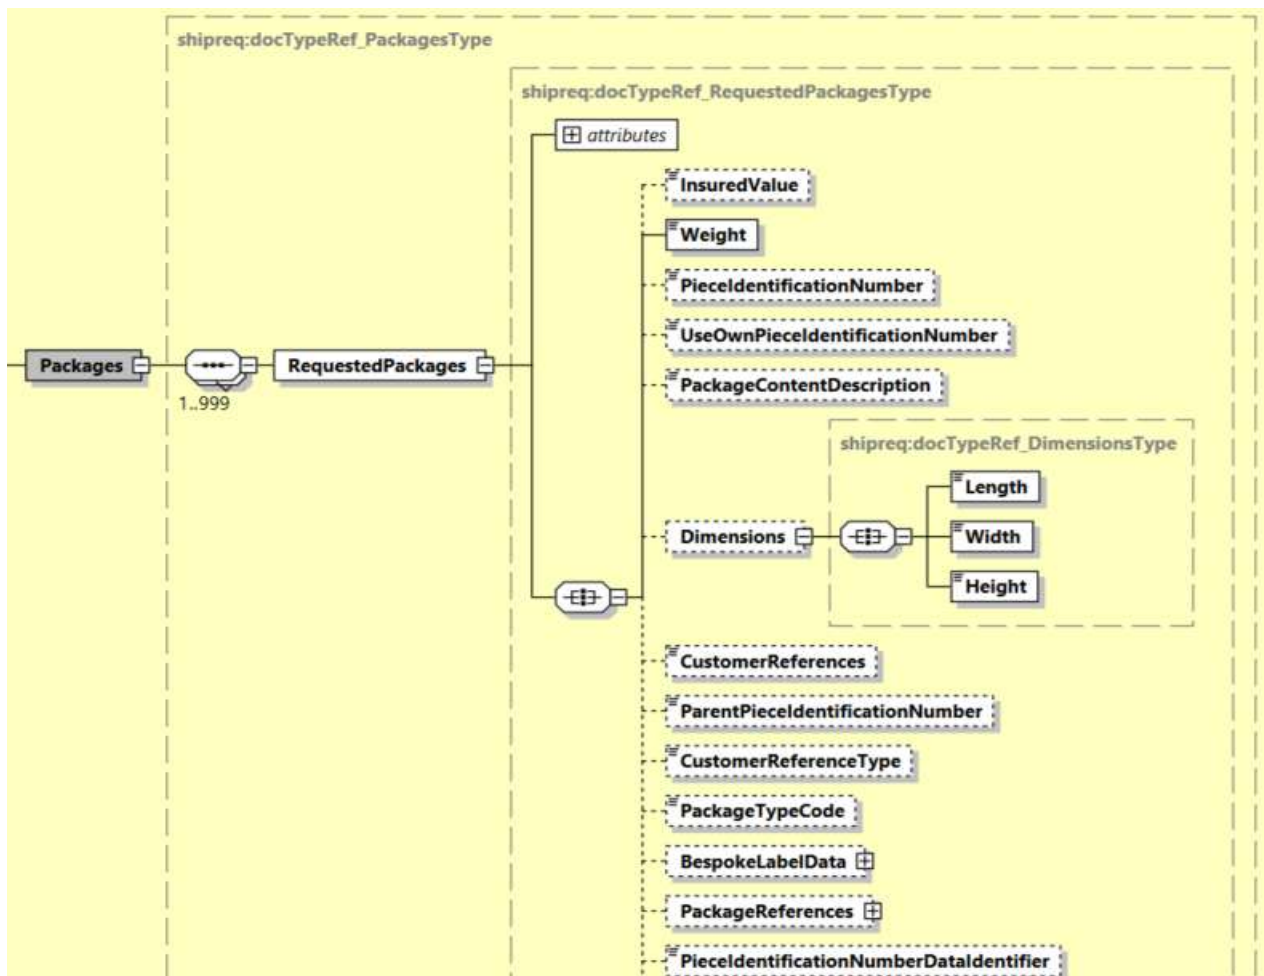 shipreq:docTypeRef_PackagesType
shipreq:docTypeRef_RequestedPackagesType
attributes
InsuredValue
Weight
PieceIdentificationNumber
UseOwnPieceIdentificationNumber
Packages
RequestedPackages
PackageContentDescription
1..999
shipreq:docTypeRef_DimensionsType
Length
Dimensions
Width
Height
CustomerReferences
ParentPieceIdentificationNumber
CustomerReferenceType
PackageTypeCode
BespokeLabelData
PackageReferences
PieceIdentificationNumberDataIdentifier